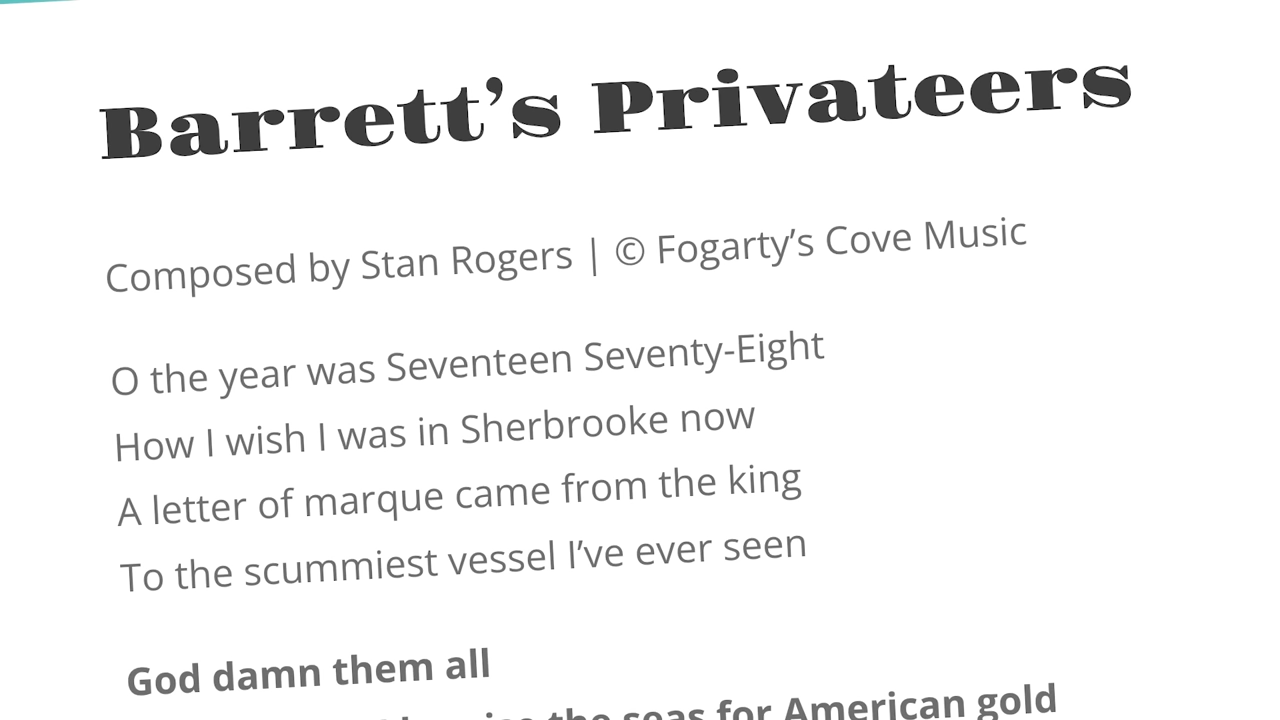 Barrett’s Privateers
Composed by Stan Rogers | © Fogarty’s Cove Music
O the year was Seventeen Seventy-Eight
How I wish I was in Sherbrooke now
A letter of marque came from the king
To the scummiest vessel I’ve ever seen
God damn them all
the seas for American gold